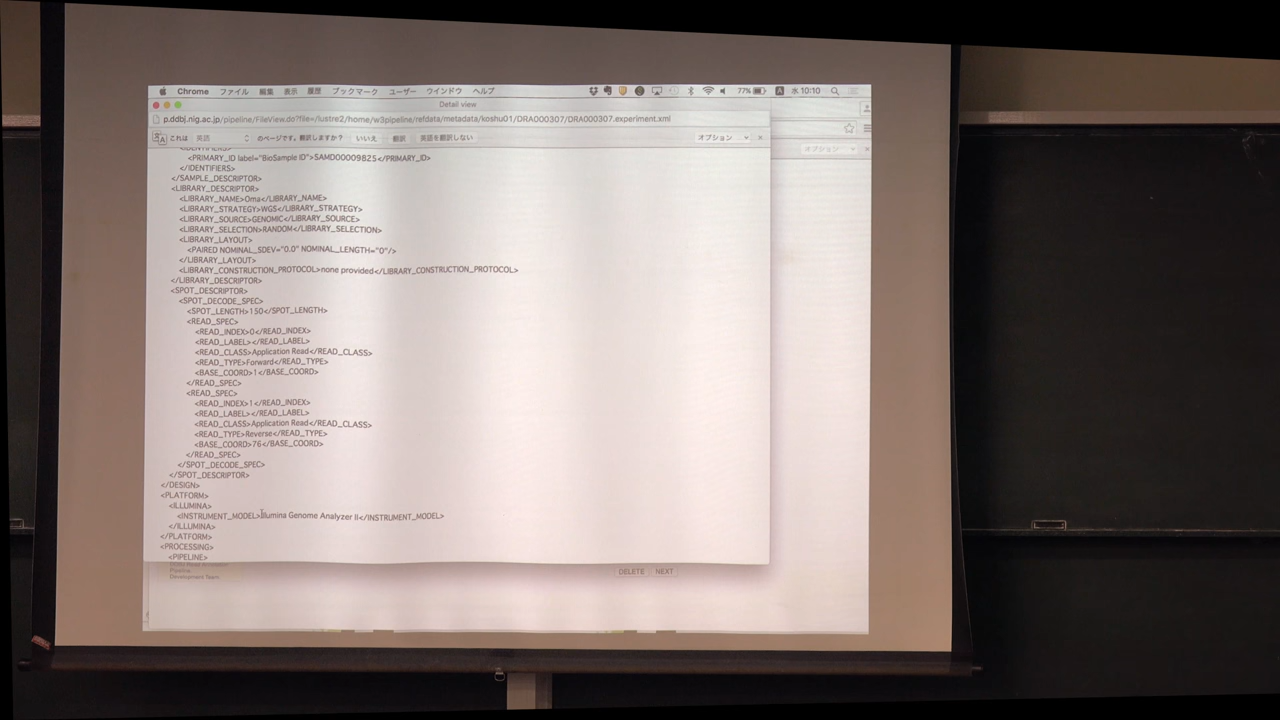 Chrome ファイル 編集 表示 履歴 ブックマーク ユーザー ウインドウ ヘルプ 77% A 水 10:10
Detail view
p.ddbj.nig.ac.jp/pipeline/FileView.do?file=/lustre2/home/w3pipeline/refdata/metadata/koshu01/DRA000307/DRA000307.experiment.xml
これは 英語 のページです。翻訳しますか? いいえ 翻訳 英語を翻訳しない オプション ×
オプション ×
<PRIMARY_ID label="BioSample ID">SAMD00009825</PRIMARY_ID>
</IDENTIFIERS>
</SAMPLE_DESCRIPTOR>
<LIBRARY_DESCRIPTOR>
<LIBRARY_NAME>Oma</LIBRARY_NAME>
<LIBRARY_STRATEGY>WGS</LIBRARY_STRATEGY>
<LIBRARY_SOURCE>GENOMIC</LIBRARY_SOURCE>
<LIBRARY_SELECTION>RANDOM</LIBRARY_SELECTION>
<LIBRARY_LAYOUT>
<PAIRED NOMINAL_SDEV="0.0" NOMINAL_LENGTH="0"/>
</LIBRARY_LAYOUT>
<LIBRARY_CONSTRUCTION_PROTOCOL>none provided</LIBRARY_CONSTRUCTION_PROTOCOL>
</LIBRARY_DESCRIPTOR>
<SPOT_DESCRIPTOR>
<SPOT_DECODE_SPEC>
<SPOT_LENGTH>150</SPOT_LENGTH>
<READ_SPEC>
<READ_INDEX>0</READ_INDEX>
<READ_LABEL></READ_LABEL>
<READ_CLASS>Application Read</READ_CLASS>
<READ_TYPE>Forward</READ_TYPE>
<BASE_COORD>1</BASE_COORD>
</READ_SPEC>
<READ_SPEC>
<READ_INDEX>1</READ_INDEX>
<READ_LABEL></READ_LABEL>
<READ_CLASS>Application Read</READ_CLASS>
<READ_TYPE>Reverse</READ_TYPE>
<BASE_COORD>76</BASE_COORD>
</READ_SPEC>
</SPOT_DECODE_SPEC>
</SPOT_DESCRIPTOR>
</DESIGN>
<PLATFORM>
<ILLUMINA>
<INSTRUMENT_MODEL>Illumina Genome Analyzer II</INSTRUMENT_MODEL>
</ILLUMINA>
</PLATFORM>
<PROCESSING>
<PIPELINE>
Pipeline
Development Team.
DELETE NEXT